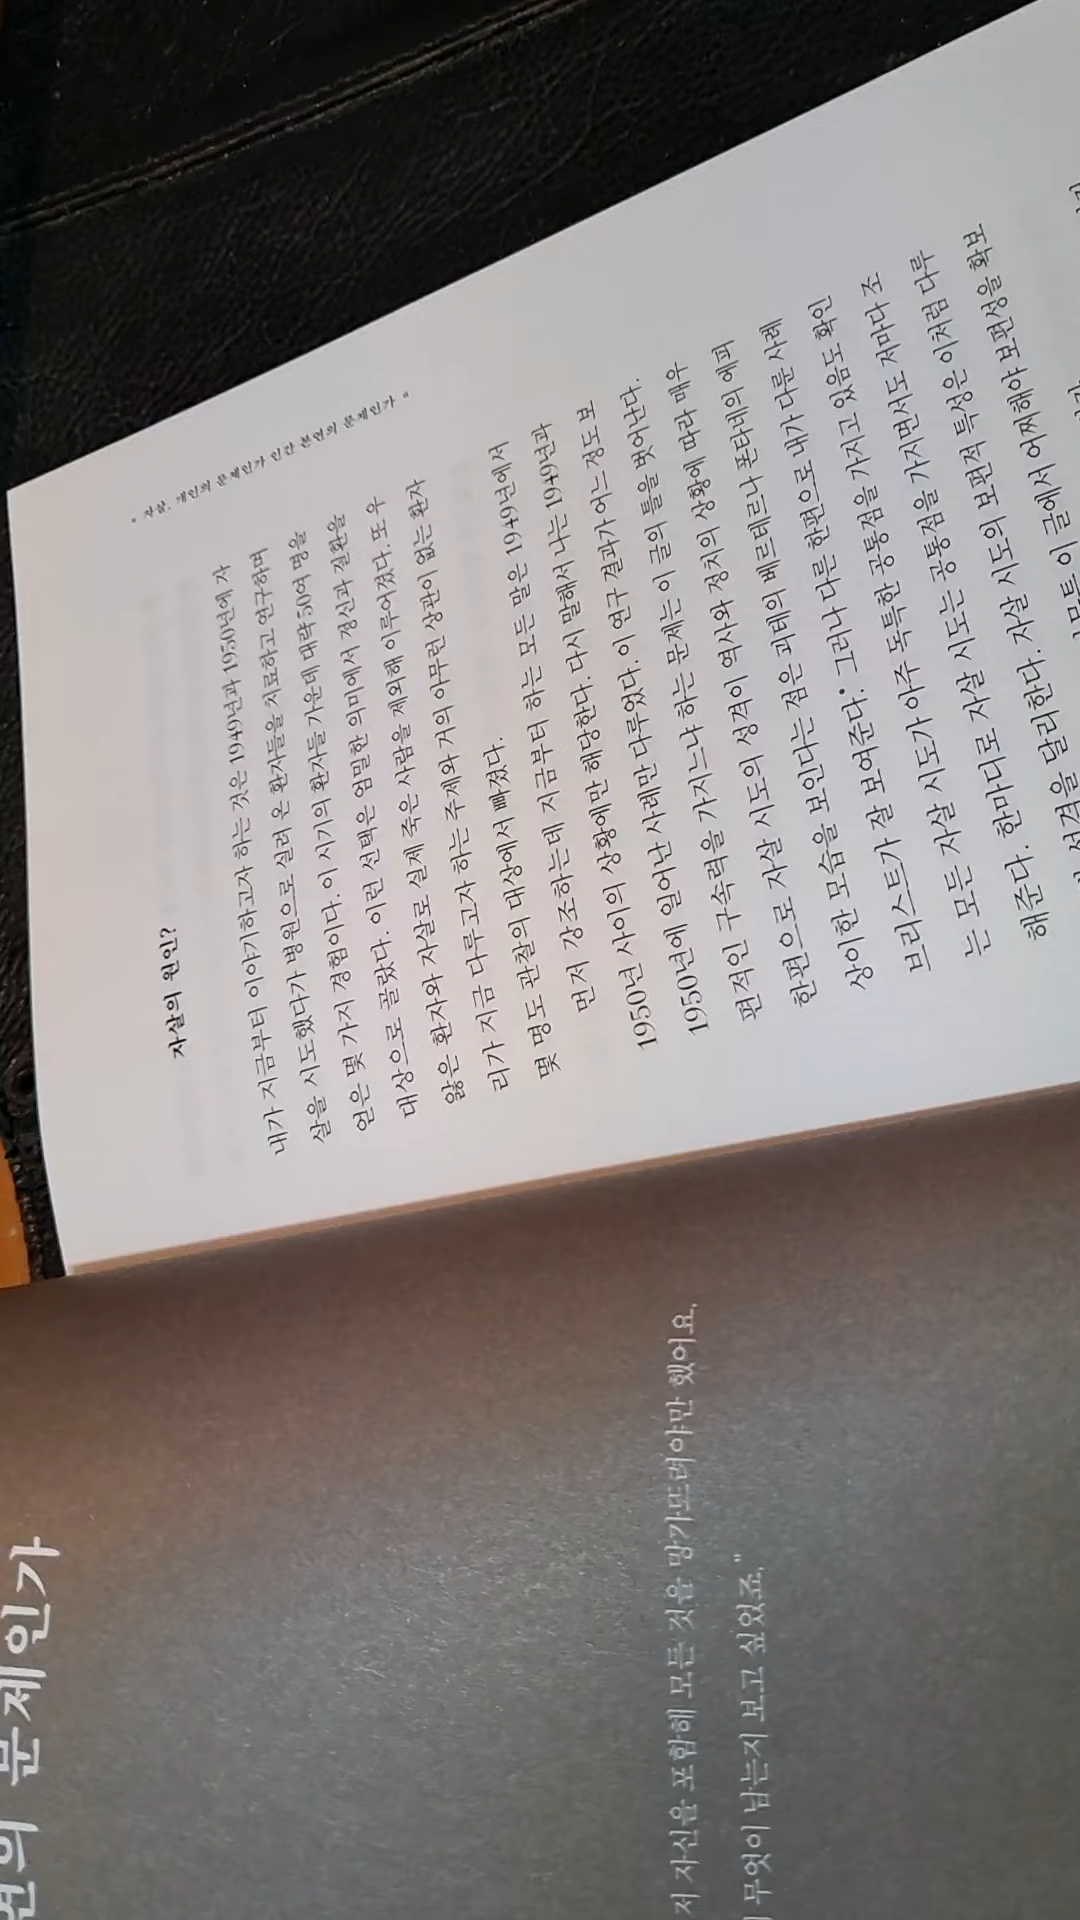 연의 문제인가
저 자신을 포함해 모든 것을 망가뜨려야만 했어요.
무엇이 남는지 보고 싶었죠."
" 자살, 개인의 문제인가 인간 본연의 문제인가 "
자살의 원인?
내가 지금부터 이야기하고자 하는 것은 1949년과 1950년에 자
살을 시도했다가 병원으로 실려 온 환자들을 치료하고 연구하며
얻은 몇 가지 경험이다. 이 시기의 환자들 가운데 대략 50여 명을
대상으로 골랐다. 이런 선택은 엄밀한 의미에서 정신과 질환을
앓은 환자와 자살로 실제 죽은 사람을 제외해 이루어졌다. 또 우
리가 지금 다루고자 하는 주제와 거의 아무런 상관이 없는 환자
몇 명도 관찰의 대상에서 빠졌다.
먼저 강조하는데 지금부터 하는 모든 말은 1949년에서
1950년 사이의 상황에만 해당한다. 다시 말해서 나는 1949년과
1950년에 일어난 사례만 다루었다. 이 연구 결과가 어느 정도 보
편적인 구속력을 가지느냐 하는 문제는 이 글의 틀을 벗어난다.
한편으로 자살 시도의 성격이 역사와 정치의 상황에 따라 매우
상이한 모습을 보인다는 점은 괴테의 베르테르나 폰타네의 에피
브리스트가 잘 보여준다.• 그러나 다른 한편으로 내가 다룬 사례
는 모든 자살 시도가 아주 독특한 공통점을 가지고 있음도 확인
해준다. 한마디로 자살 시도는 공통점을 가지면서도 저마다 조
성격을 달리한다. 자살 시도의 보편적 특성은 이처럼 다루
이 글에서 어찌해야 보편성을 확보